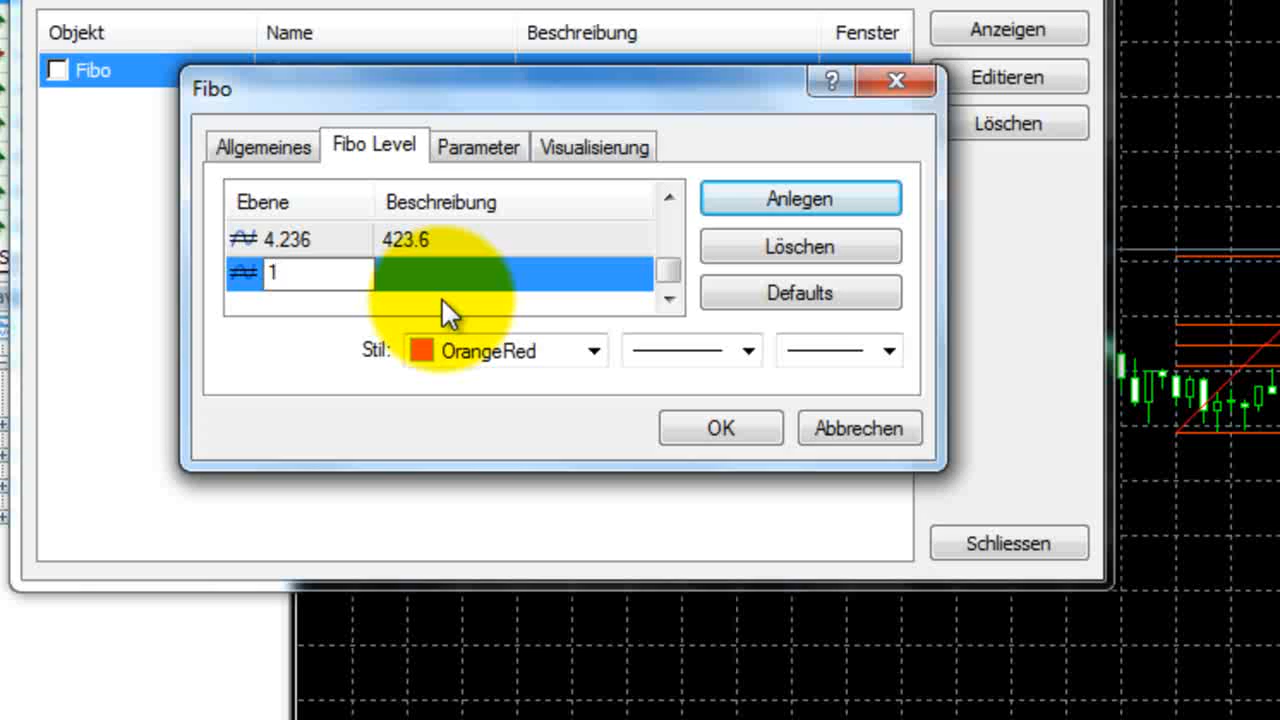 Objekt Name Beschreibung Fenster
Anzeigen
Fibo
Editieren
Löschen
Fibo
Allgemeines Fibo Level Parameter Visualisierung
Ebene Beschreibung
Anlegen
4.236 423.6
Löschen
1
Defaults
Stil: OrangeRed
OK Abbrechen
Schliessen